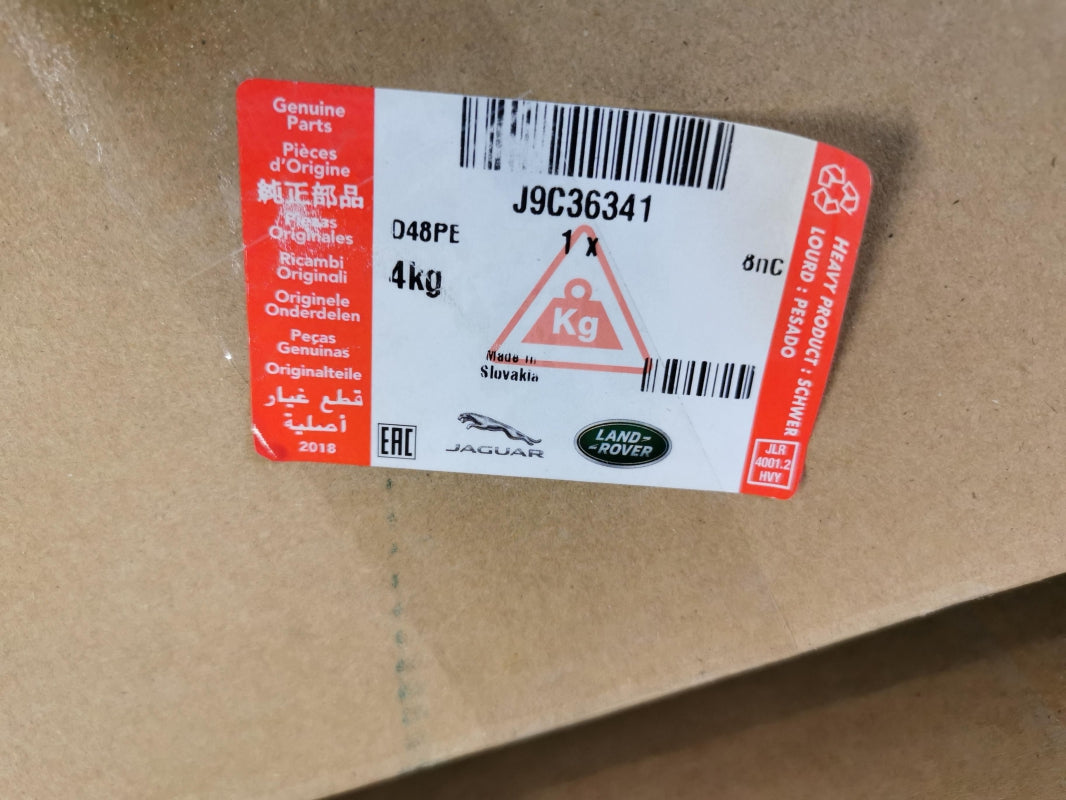 Genuine
Parts
Pièces
d'Origine
純正部品
Piezas
Originales
Ricambi
Originali
Originele
Onderdelen
Peças
Genuinas
Originalteile
قطع غيار
أصلية
2018
J9C36341
D48PE
1 x
4kg
Kg
Made in
Slovakia
EAC
JAGUAR
LAND-
-ROVER
HEAVY PRODUCT : SCHWER
LOURD : PESADO
JLR
4001.2
HVY